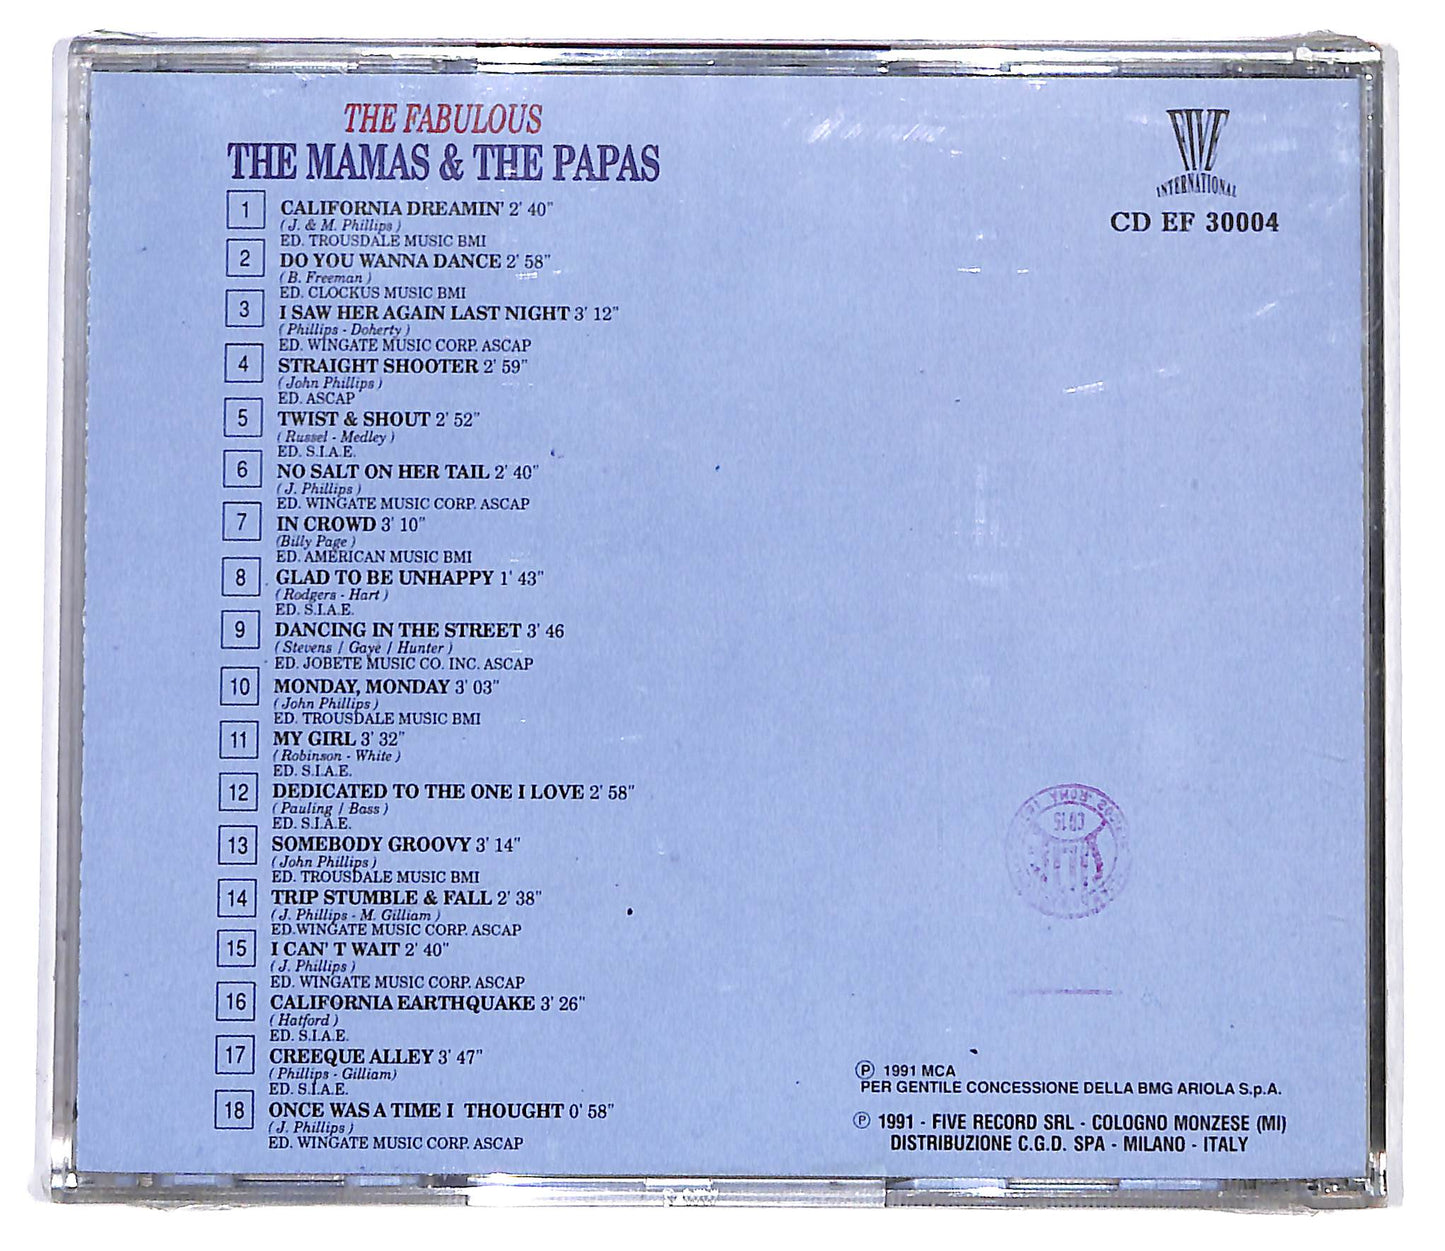 THE FABULOUS
THE MAMAS & THE PAPAS
FIVE
INTERNATIONAL
CD EF 30004
1 CALIFORNIA DREAMIN' 2' 40"
( J. & M. Phillips )
ED. TROUSDALE MUSIC BMI
2 DO YOU WANNA DANCE 2' 58"
( B. Freeman )
ED. CLOCKUS MUSIC BMI
3 I SAW HER AGAIN LAST NIGHT 3' 12"
( Phillips - Doherty )
ED. WINGATE MUSIC CORP. ASCAP
4 STRAIGHT SHOOTER 2' 59"
( John Phillips )
ED. ASCAP
5 TWIST & SHOUT 2' 52"
( Russel - Medley )
ED. S.I.A.E.
6 NO SALT ON HER TAIL 2' 40"
( J. Phillips )
ED. WINGATE MUSIC CORP. ASCAP
7 IN CROWD 3' 10"
(Billy Page )
ED. AMERICAN MUSIC BMI
8 GLAD TO BE UNHAPPY 1' 43"
( Rodgers - Hart )
ED. S.I.A.E.
9 DANCING IN THE STREET 3' 46
( Stevens / Gaye / Hunter )
ED. JOBETE MUSIC CO. INC. ASCAP
10 MONDAY, MONDAY 3' 03"
( John Phillips )
ED. TROUSDALE MUSIC BMI
11 MY GIRL 3' 32"
( Robinson - White )
ED. S.I.A.E.
12 DEDICATED TO THE ONE I LOVE 2' 58"
( Pauling / Bass )
ED. S.I.A.E.
13 SOMEBODY GROOVY 3' 14"
( John Phillips )
ED. TROUSDALE MUSIC BMI
14 TRIP STUMBLE & FALL 2' 38"
( J. Phillips - M. Gilliam )
ED.WINGATE MUSIC CORP. ASCAP
15 I CAN' T WAIT 2' 40"
( J. Phillips )
ED. WINGATE MUSIC CORP. ASCAP
16 CALIFORNIA EARTHQUAKE 3' 26"
( Hatford )
ED. S.I.A.E.
17 CREEQUE ALLEY 3' 47"
( Phillips - Gilliam)
ED. S.I.A.E.
18 ONCE WAS A TIME I THOUGHT 0' 58"
( J. Phillips )
ED. WINGATE MUSIC CORP. ASCAP
Ⓟ 1991 MCA
PER GENTILE CONCESSIONE DELLA BMG ARIOLA S.p.A.
Ⓟ 1991 - FIVE RECORD SRL - COLOGNO MONZESE (MI)
DISTRIBUZIONE C.G.D. SPA - MILANO - ITALY